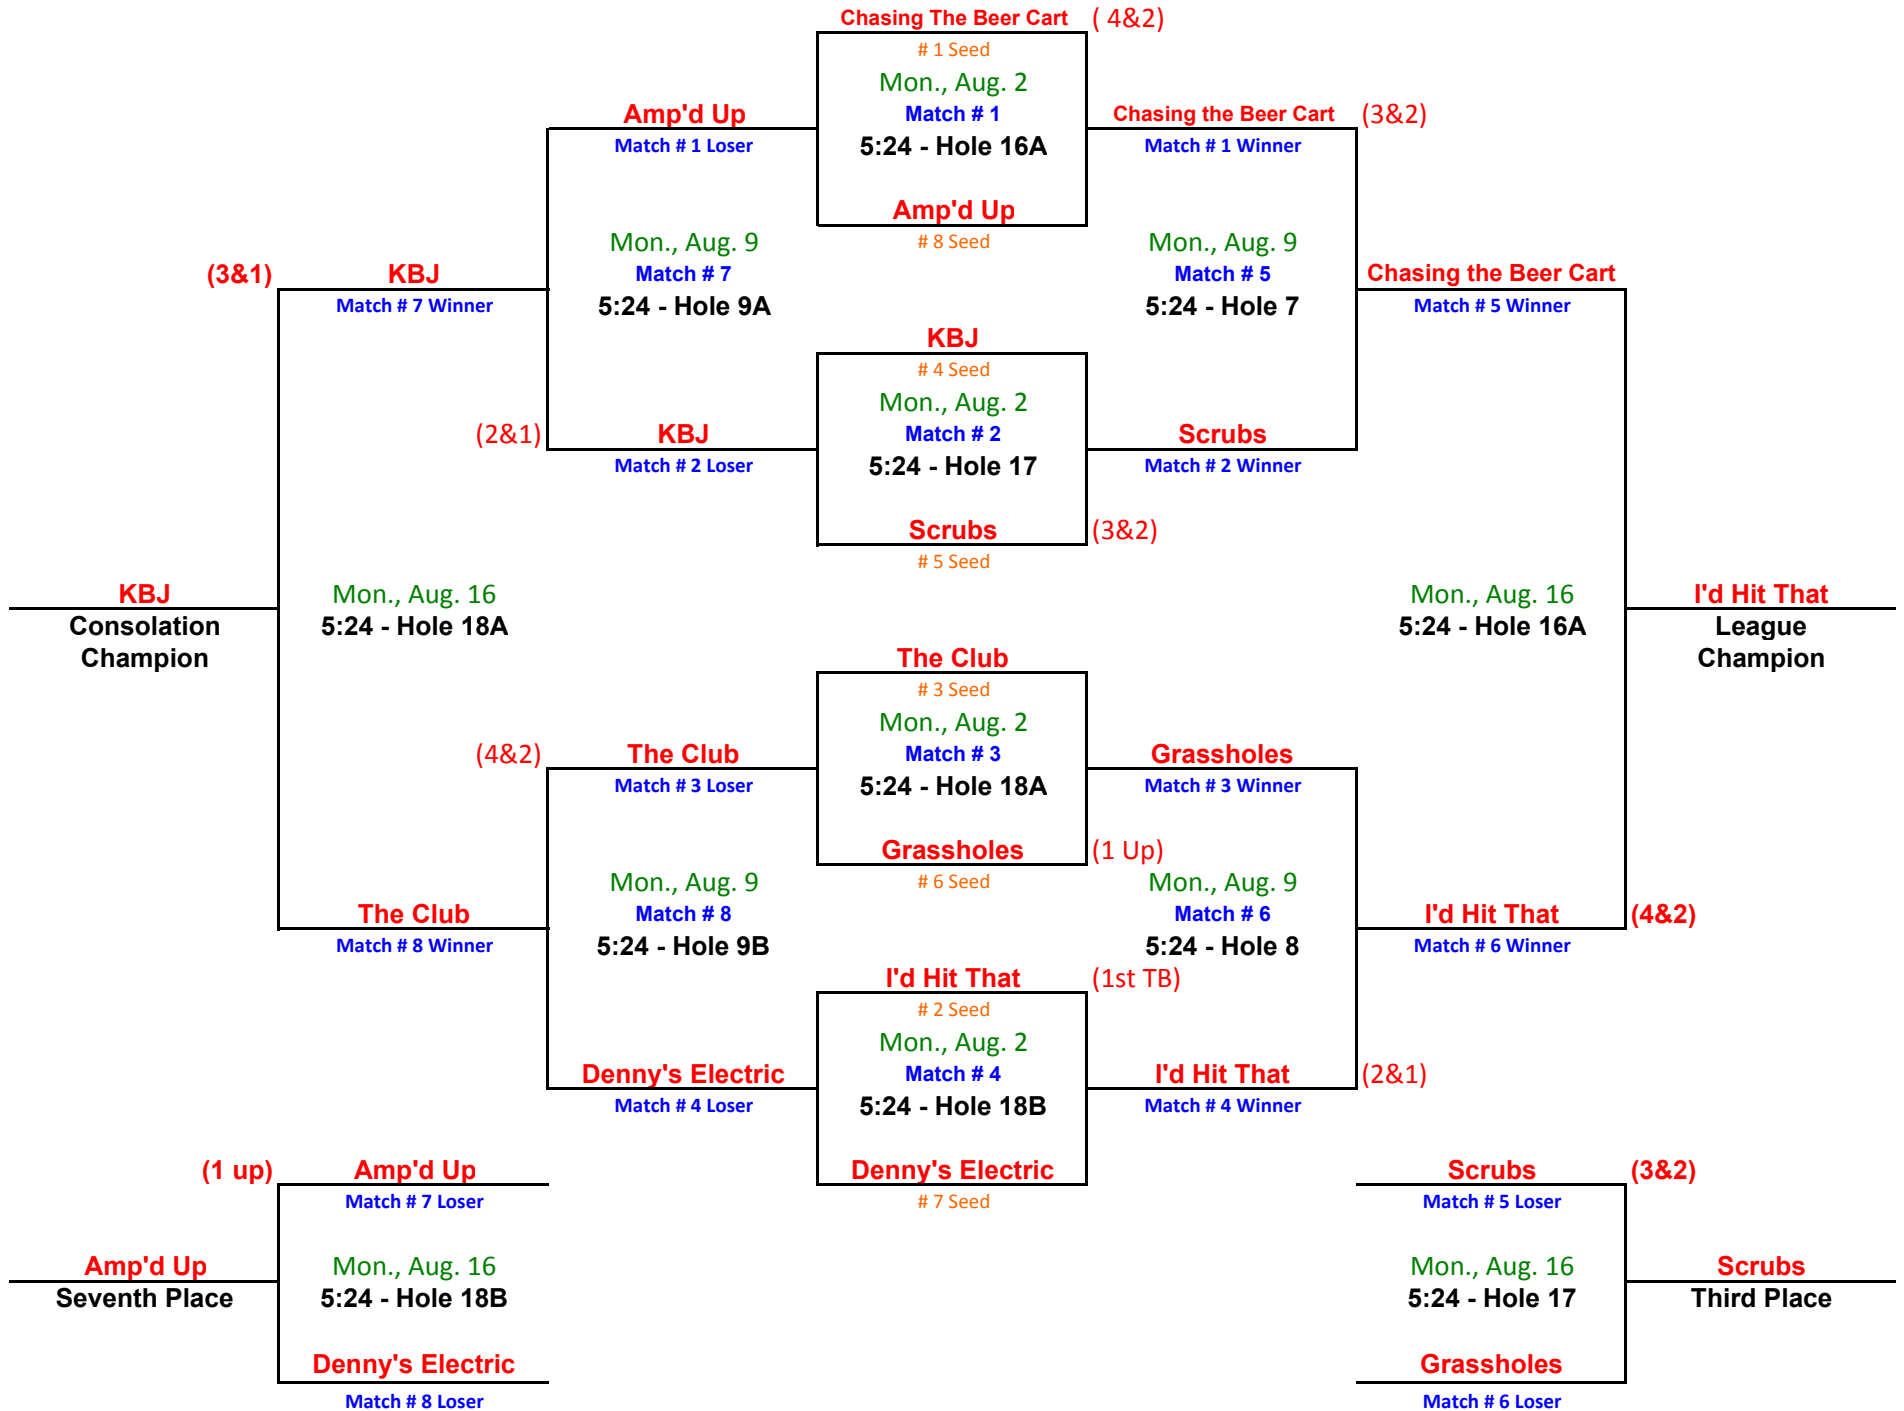 Chasing The Beer Cart ( 4&2)
# 1 Seed
Mon., Aug. 2
Amp'd Up Match # 1 Chasing the Beer Cart (3&2)
Match # 1 Loser 5:24 - Hole 16A Match # 1 Winner
Amp'd Up
Mon., Aug. 9 # 8 Seed Mon., Aug. 9
(3&1) KBJ Match # 7 Match # 5 Chasing the Beer Cart
Match # 7 Winner 5:24 - Hole 9A 5:24 - Hole 7 Match # 5 Winner
KBJ
# 4 Seed
Mon., Aug. 2
(2&1) KBJ Match # 2 Scrubs
Match # 2 Loser 5:24 - Hole 17 Match # 2 Winner
Scrubs (3&2)
# 5 Seed
KBJ Mon., Aug. 16 Mon., Aug. 16 I'd Hit That
Consolation 5:24 - Hole 18A 5:24 - Hole 16A League
Champion The Club Champion
# 3 Seed
Mon., Aug. 2
(4&2) The Club Match # 3 Grassholes
Match # 3 Loser 5:24 - Hole 18A Match # 3 Winner
Grassholes (1 Up)
Mon., Aug. 9 # 6 Seed Mon., Aug. 9
The Club Match # 8 Match # 6 I'd Hit That (4&2)
Match # 8 Winner 5:24 - Hole 9B 5:24 - Hole 8 Match # 6 Winner
I'd Hit That (1st TB)
# 2 Seed
Mon., Aug. 2
Denny's Electric Match # 4 I'd Hit That (2&1)
Match # 4 Loser 5:24 - Hole 18B Match # 4 Winner
(1 up) Amp'd Up Denny's Electric Scrubs (3&2)
Match # 7 Loser # 7 Seed Match # 5 Loser
Amp'd Up Mon., Aug. 16 Mon., Aug. 16 Scrubs
Seventh Place 5:24 - Hole 18B 5:24 - Hole 17 Third Place
Denny's Electric Grassholes
Match # 8 Loser Match # 6 Loser